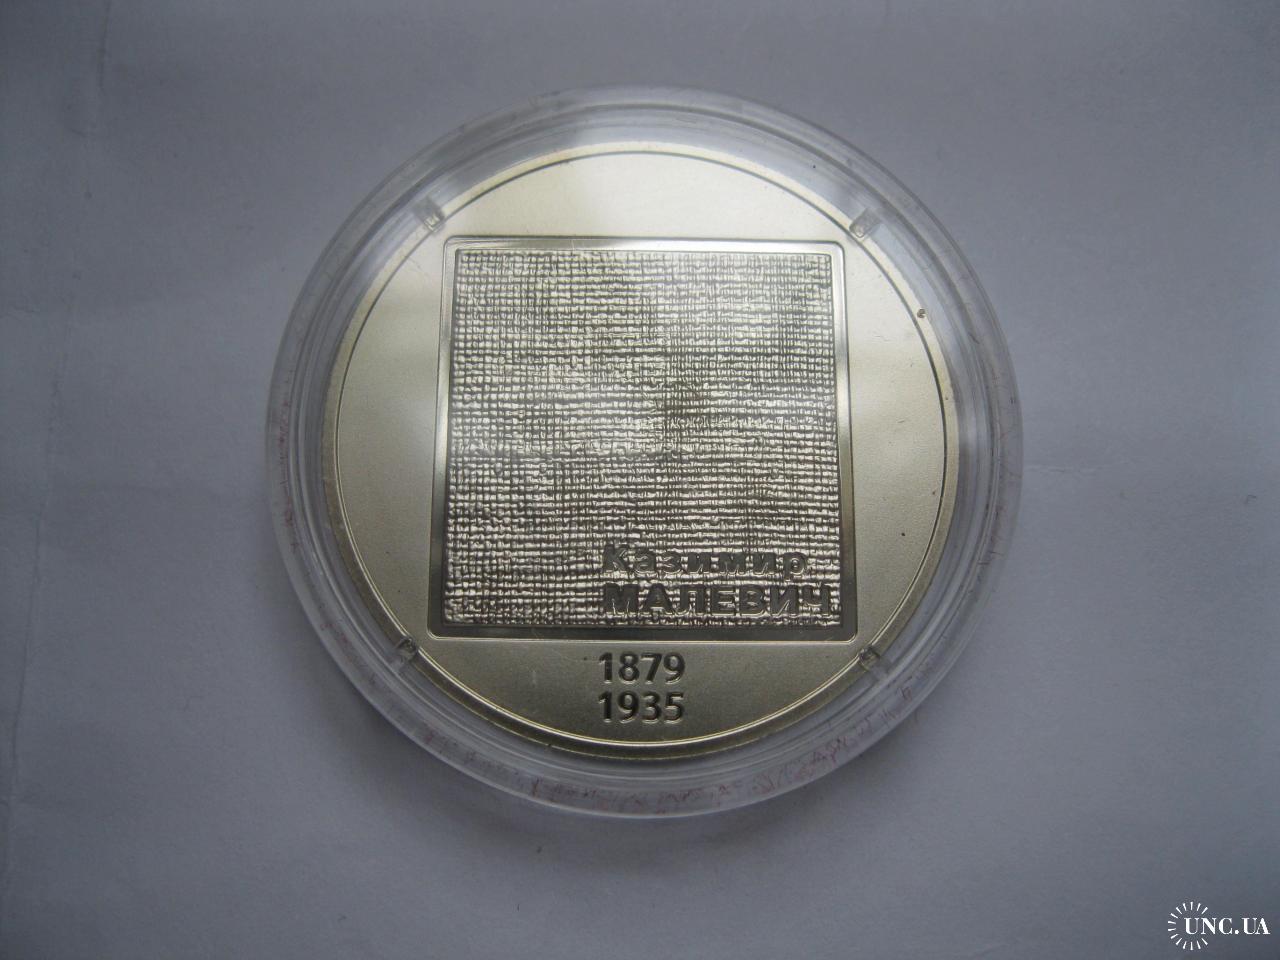 Казимир
МАЛЕВИЧ
1879
1935
UNC.UA